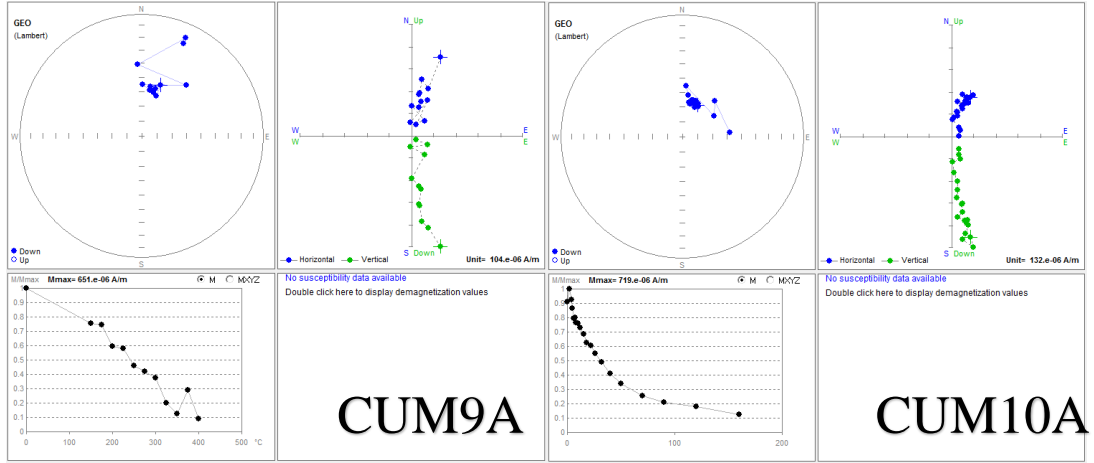 GEO
(Lambert)
N
W
E
S
Down
Up
N Up
W
W
E
E
S Down
Horizontal
Vertical
Unit= 104.e-06 A/m
M/Mmax
Mmax= 651.e-06 A/m
M
MXYZ
1
0.9
0.8
0.7
0.6
0.5
0.4
0.3
0.2
0.1
0
0
100
200
300
400
500
°C
No susceptibility data available
Double click here to display demagnetization values
CUM9A
GEO
(Lambert)
N
W
E
S
Down
Up
N Up
W
W
E
E
S Down
Horizontal
Vertical
Unit= 132.e-06 A/m
M/Mmax
Mmax= 719.e-06 A/m
M
MXYZ
1
0.9
0.8
0.7
0.6
0.5
0.4
0.3
0.2
0.1
0
0
100
200
No susceptibility data available
Double click here to display demagnetization values
CUM10A